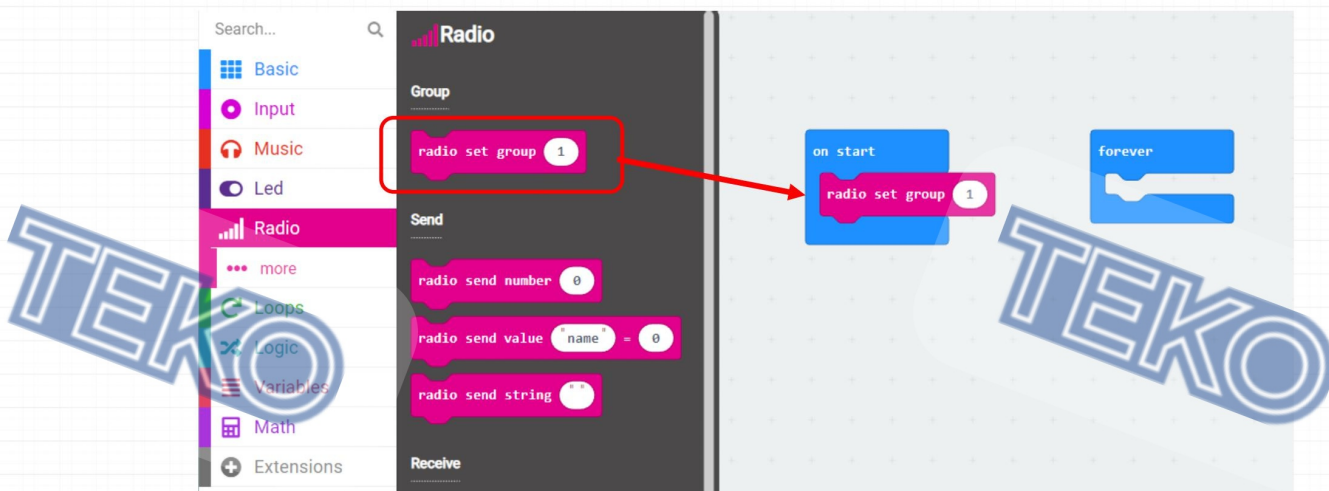 Search...
Basic
Input
Music
Led
Radio
more
Loops
Logic
Variables
Math
Extensions
Radio
Group
radio set group 1
Send
radio send number 0
radio send value "name" = 0
radio send string " "
Receive
on start
radio set group 1
forever
TEKO
TEKO